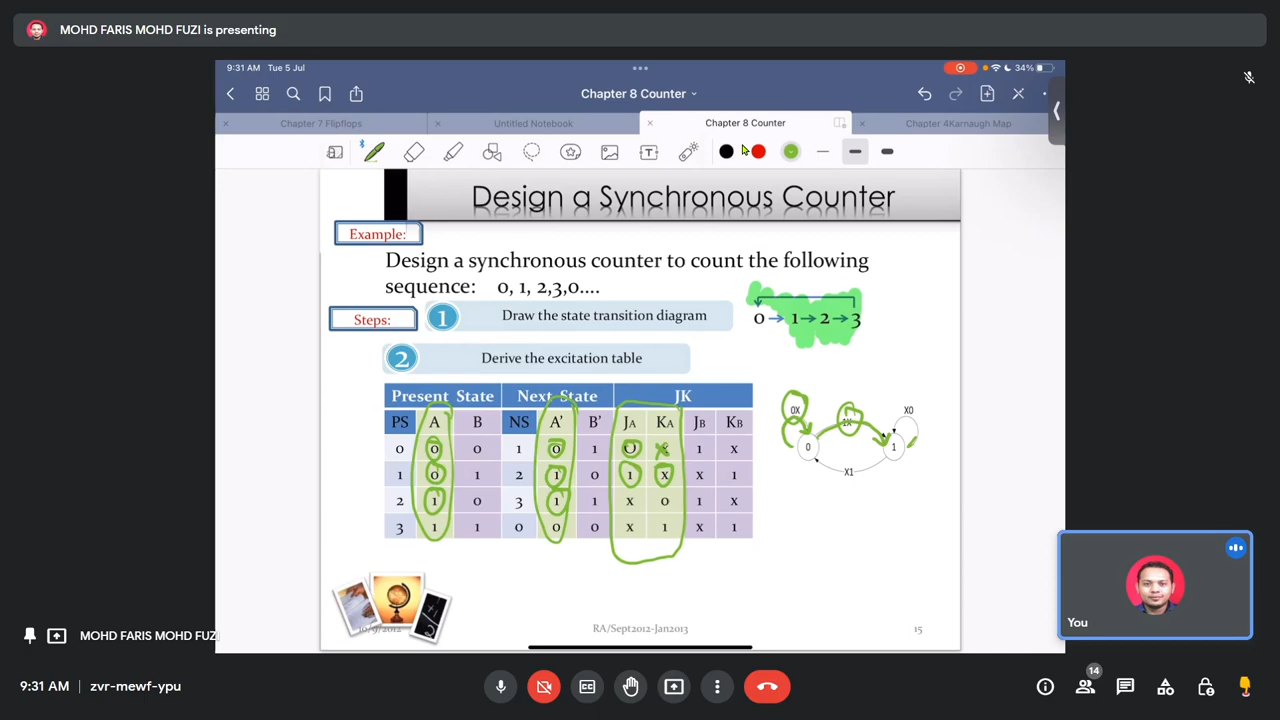 MOHD FARIS MOHD FUZI is presenting
9:31 AM Tue 5 Jul
34%
Chapter 8 Counter
Chapter 7 Flipflops
Untitled Notebook
Chapter 8 Counter
Chapter 4Karnaugh Map
Design a Synchronous Counter
Example:
Design a synchronous counter to count the following
sequence: 0, 1, 2,3,0....
Steps:
1 Draw the state transition diagram
0 → 1 → 2 → 3
2 Derive the excitation table
Present State Next State JK
PS A B NS A' B' JA KA JB KB
0 0 0 1 0 1 0 x 1 x
1 0 1 2 1 0 1 x x 1
2 1 0 3 1 1 x 0 1 x
3 1 1 0 0 0 x 1 x 1
0X 1X X0
0 1
X1
10/9/2012
RA/Sept2012-Jan2013
15
MOHD FARIS MOHD FUZI
You
9:31 AM zvr-mewf-ypu
14